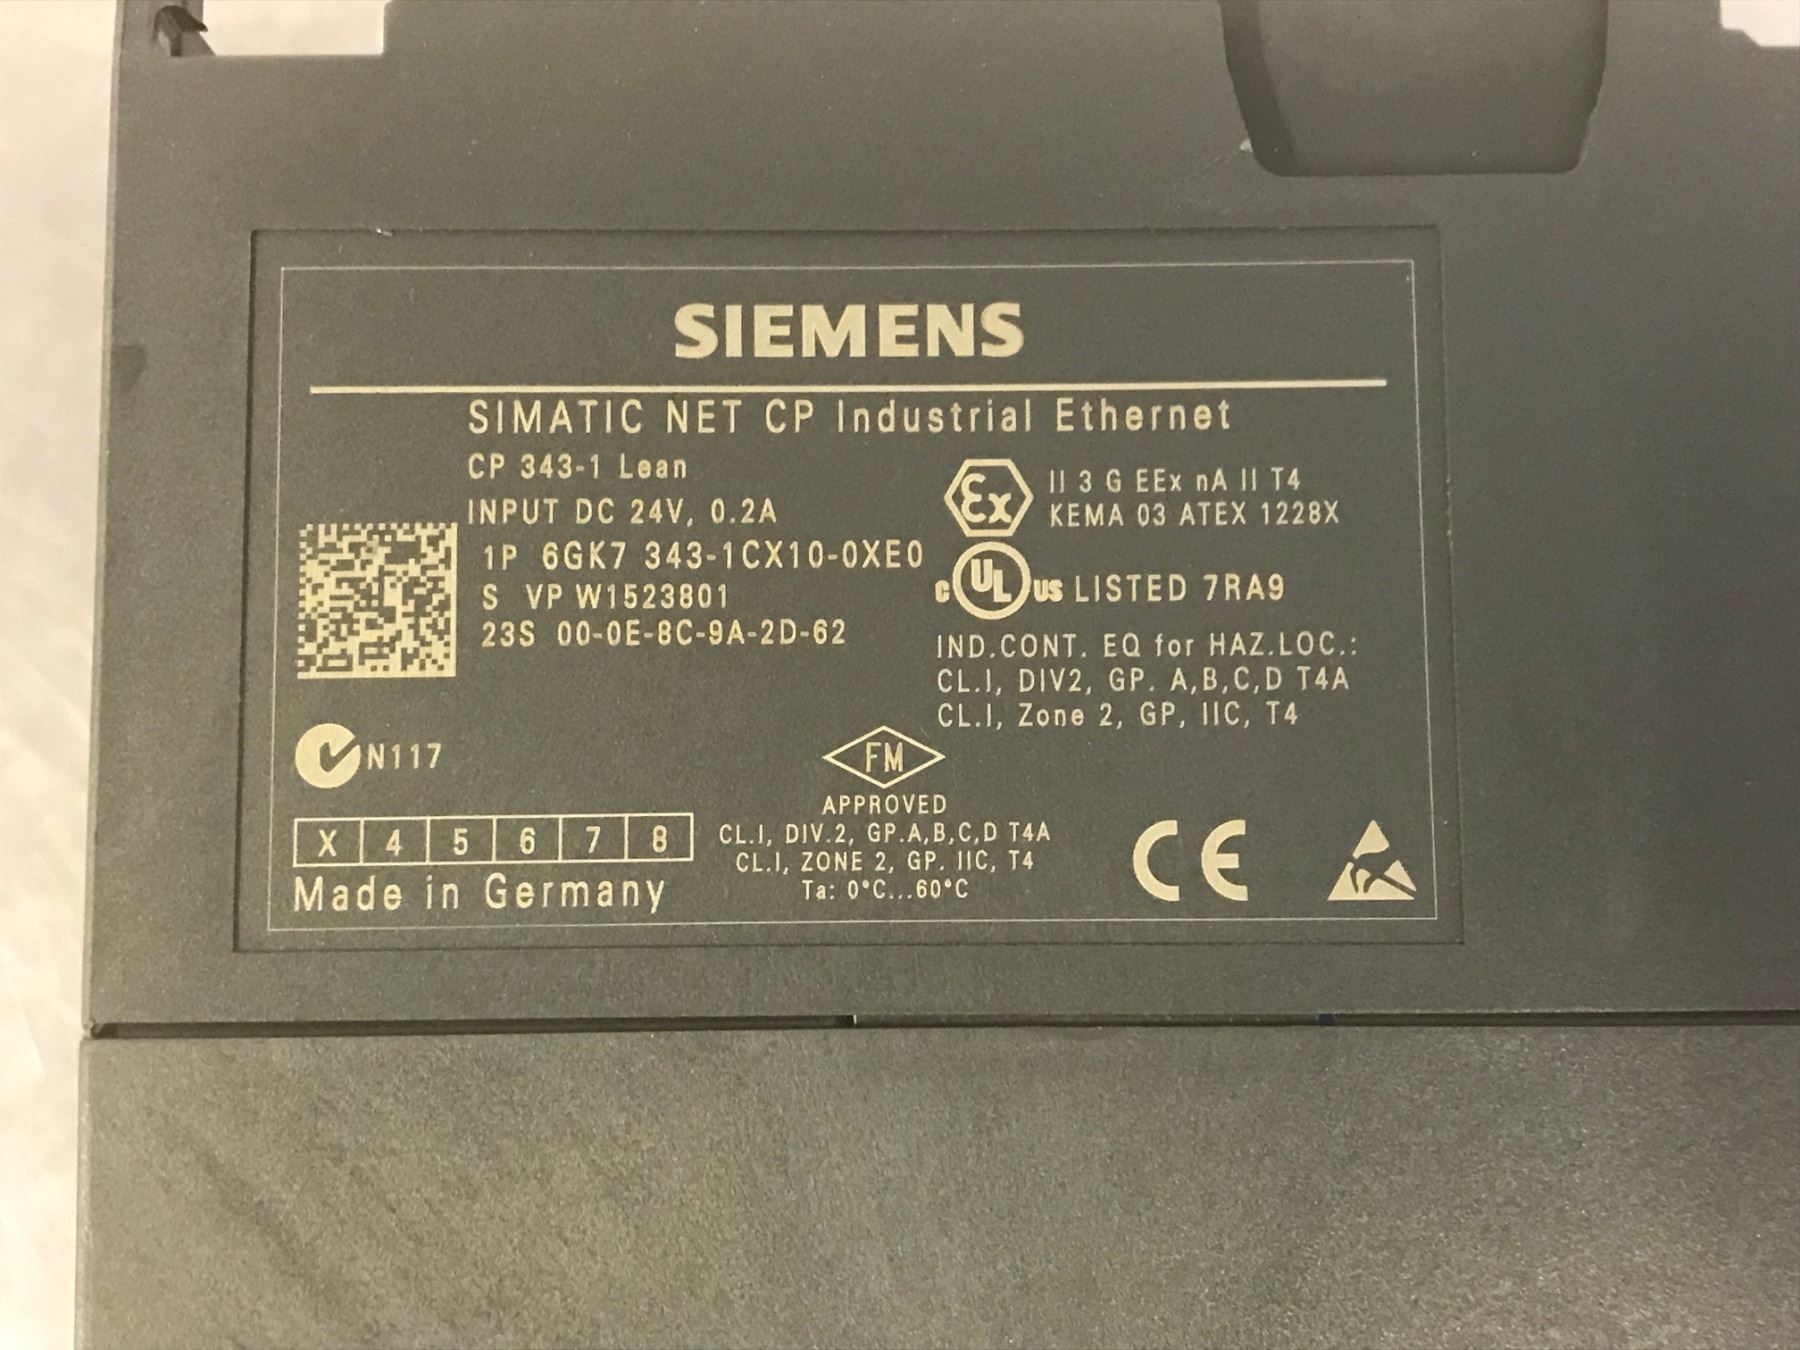 SIEMENS
SIMATIC NET CP Industrial Ethernet
CP 343-1 Lean
INPUT DC 24V, 0.2A
1P 6GK7 343-1CX10-0XE0
S VP W1523801
23S 00-0E-8C-9A-2D-62
Ex II 3 G EEx nA II T4
KEMA 03 ATEX 1228X
c UL us LISTED 7RA9
IND.CONT. EQ for HAZ.LOC.:
CL.I, DIV2, GP. A,B,C,D T4A
CL.I, Zone 2, GP, IIC, T4
N117
X 4 5 6 7 8
Made in Germany
FM
APPROVED
CL.I, DIV.2, GP.A,B,C,D T4A
CL.I, ZONE 2, GP. IIC, T4
Ta: 0°C...60°C
CE